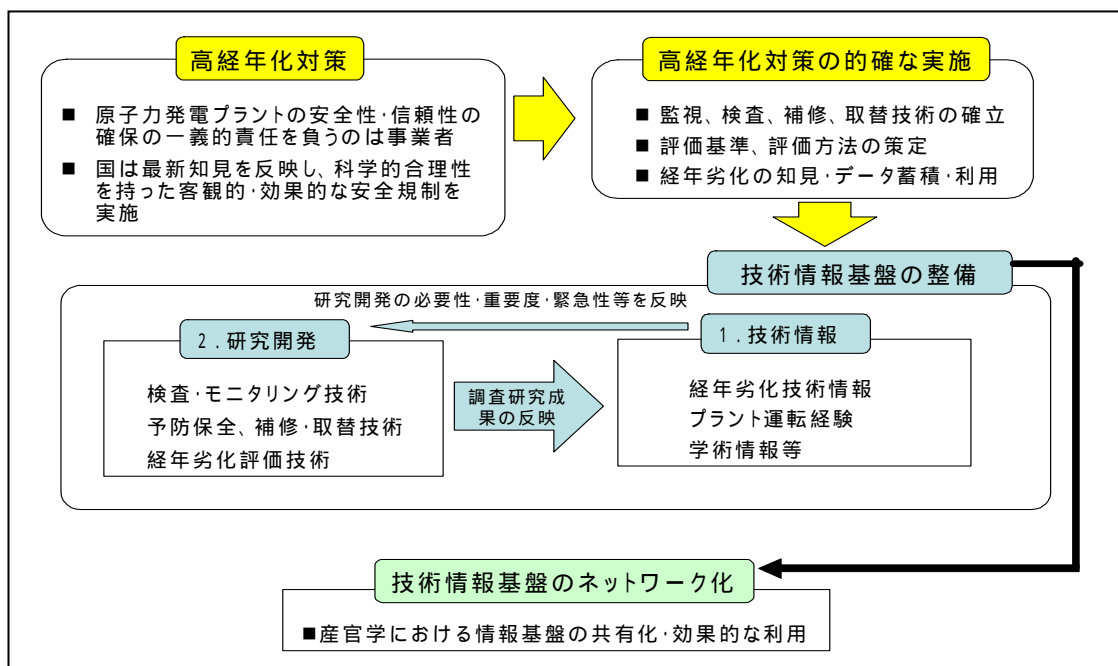 高経年化対策
■ 原子力発電プラントの安全性･信頼性の
確保の一義的責任を負うのは事業者
■ 国は最新知見を反映し、科学的合理性
を持った客観的･効果的な安全規制を
実施
高経年化対策の的確な実施
■ 監視、検査、補修、取替技術の確立
■ 評価基準、評価方法の策定
■ 経年劣化の知見･データ蓄積･利用
技術情報基盤の整備
研究開発の必要性･重要度･緊急性等を反映
2．研究開発
検査･モニタリング技術
予防保全、補修･取替技術
経年劣化評価技術
調査研究成
果の反映
1．技術情報
経年劣化技術情報
プラント運転経験
学術情報等
技術情報基盤のネットワーク化
■産官学における情報基盤の共有化･効果的な利用